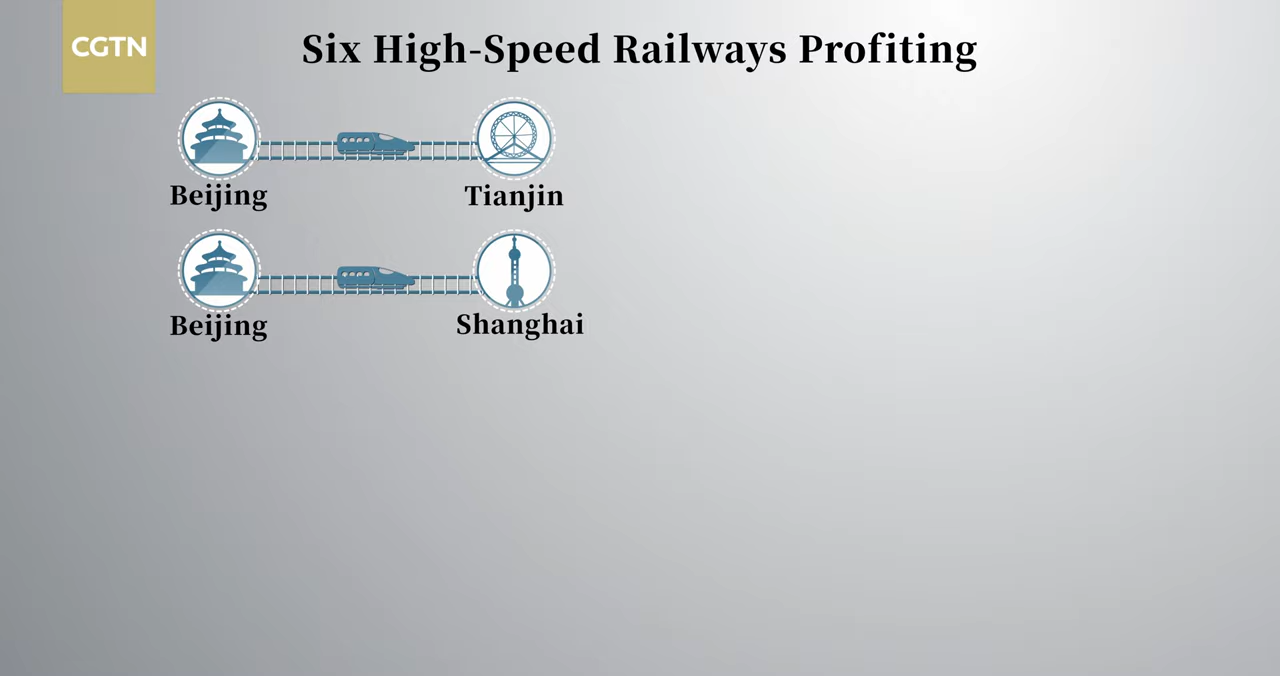 CGTN
Six High-Speed Railways Profiting
Beijing
Tianjin
Beijing
Shanghai